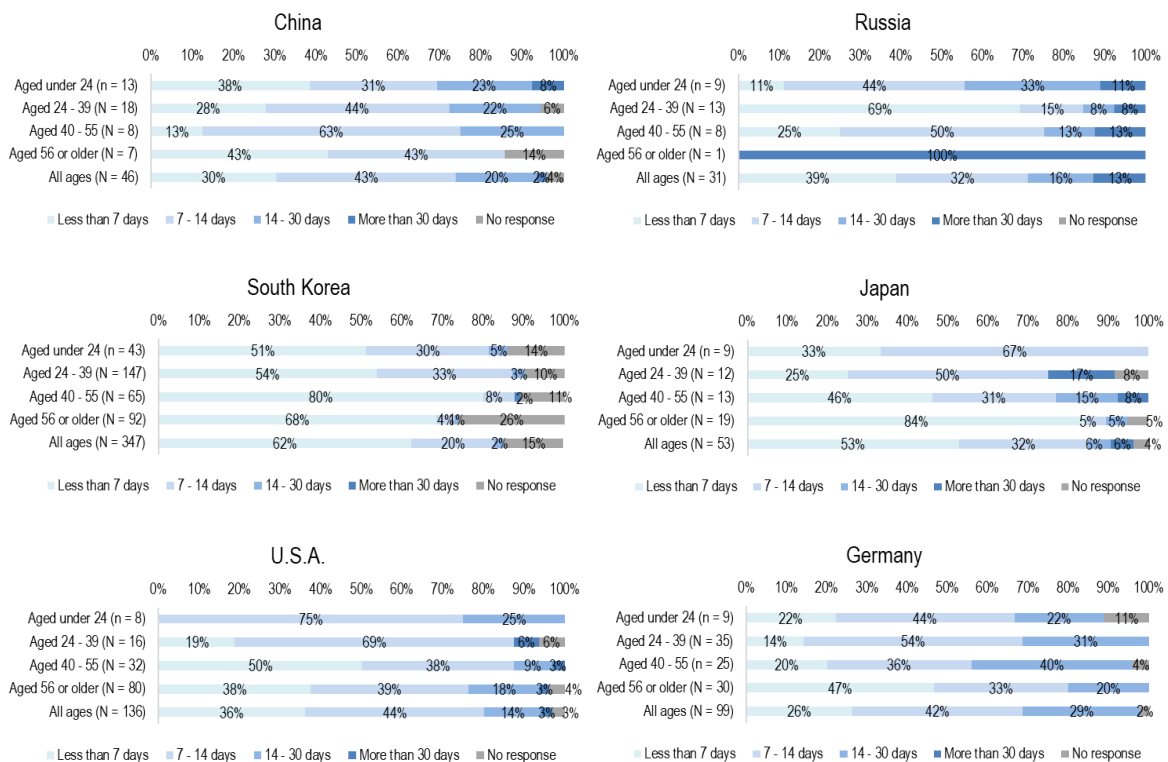 China
0% 10% 20% 30% 40% 50% 60% 70% 80% 90% 100%
Aged under 24 (n = 13) 38% 31% 23% 8%
Aged 24 - 39 (N = 18) 28% 44% 22% 6%
Aged 40 - 55 (N = 8) 13% 63% 25%
Aged 56 or older (N = 7) 43% 43% 14%
All ages (N = 46) 30% 43% 20% 2% 4%
Less than 7 days 7 - 14 days 14 - 30 days More than 30 days No response
Russia
0% 10% 20% 30% 40% 50% 60% 70% 80% 90% 100%
Aged under 24 (n = 9) 11% 44% 33% 11%
Aged 24 - 39 (N = 13) 69% 15% 8% 8%
Aged 40 - 55 (N = 8) 25% 50% 13% 13%
Aged 56 or older (N = 1) 100%
All ages (N = 31) 39% 32% 16% 13%
Less than 7 days 7 - 14 days 14 - 30 days More than 30 days No response
South Korea
0% 10% 20% 30% 40% 50% 60% 70% 80% 90% 100%
Aged under 24 (n = 43) 51% 30% 5% 14%
Aged 24 - 39 (N = 147) 54% 33% 3% 10%
Aged 40 - 55 (N = 65) 80% 8% 2% 11%
Aged 56 or older (N = 92) 68% 4% 1% 26%
All ages (N = 347) 62% 20% 2% 15%
Less than 7 days 7 - 14 days 14 - 30 days More than 30 days No response
Japan
0% 10% 20% 30% 40% 50% 60% 70% 80% 90% 100%
Aged under 24 (n = 9) 33% 67%
Aged 24 - 39 (N = 12) 25% 50% 17% 8%
Aged 40 - 55 (N = 13) 46% 31% 15% 8%
Aged 56 or older (N = 19) 84% 5% 5% 5%
All ages (N = 53) 53% 32% 6% 6% 4%
Less than 7 days 7 - 14 days 14 - 30 days More than 30 days No response
U.S.A.
0% 10% 20% 30% 40% 50% 60% 70% 80% 90% 100%
Aged under 24 (n = 8) 75% 25%
Aged 24 - 39 (N = 16) 19% 69% 6% 6%
Aged 40 - 55 (N = 32) 50% 38% 9% 3%
Aged 56 or older (N = 80) 38% 39% 18% 3% 4%
All ages (N = 136) 36% 44% 14% 3% 3%
Less than 7 days 7 - 14 days 14 - 30 days More than 30 days No response
Germany
0% 10% 20% 30% 40% 50% 60% 70% 80% 90% 100%
Aged under 24 (n = 9) 22% 44% 22% 11%
Aged 24 - 39 (N = 35) 14% 54% 31%
Aged 40 - 55 (n = 25) 20% 36% 40% 4%
Aged 56 or older (N = 30) 47% 33% 20%
All ages (N = 99) 26% 42% 29% 2%
Less than 7 days 7 - 14 days 14 - 30 days More than 30 days No response